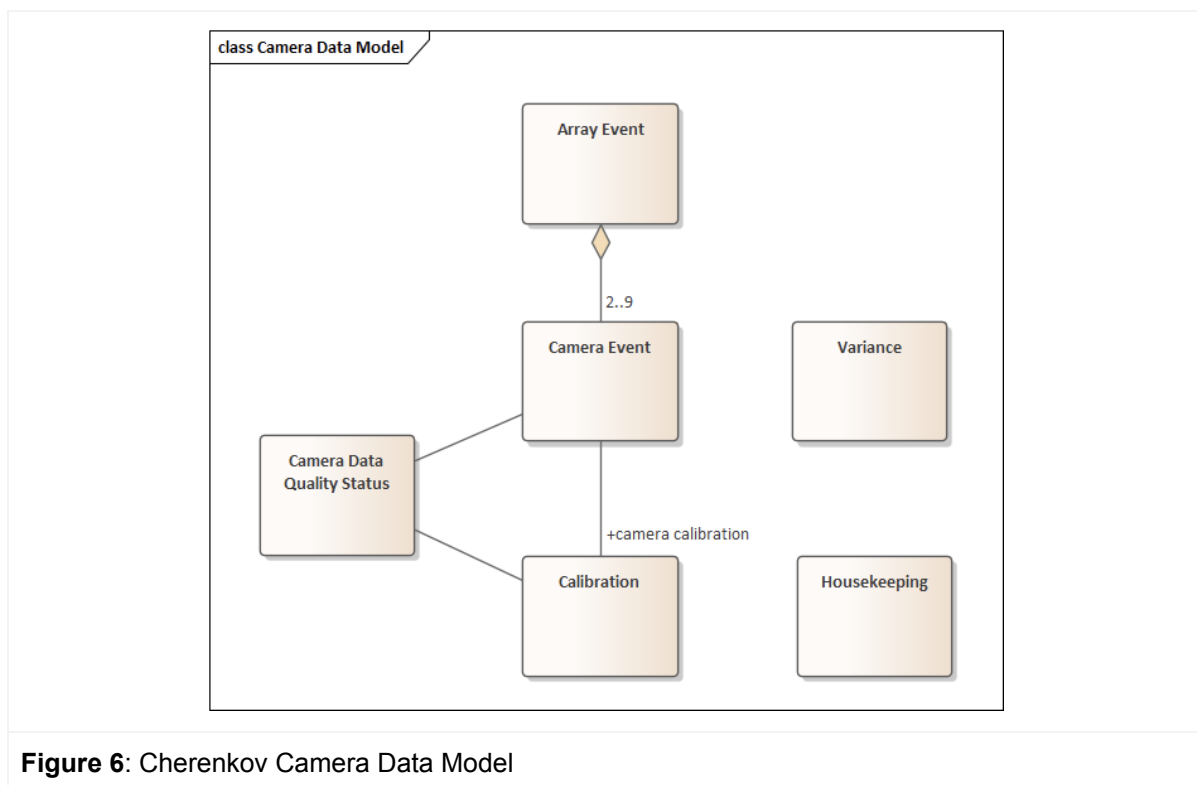 class Camera Data Model
Array Event
2..9
Camera Event
Variance
Camera Data
Quality Status
+camera calibration
Calibration
Housekeeping
Figure 6: Cherenkov Camera Data Model